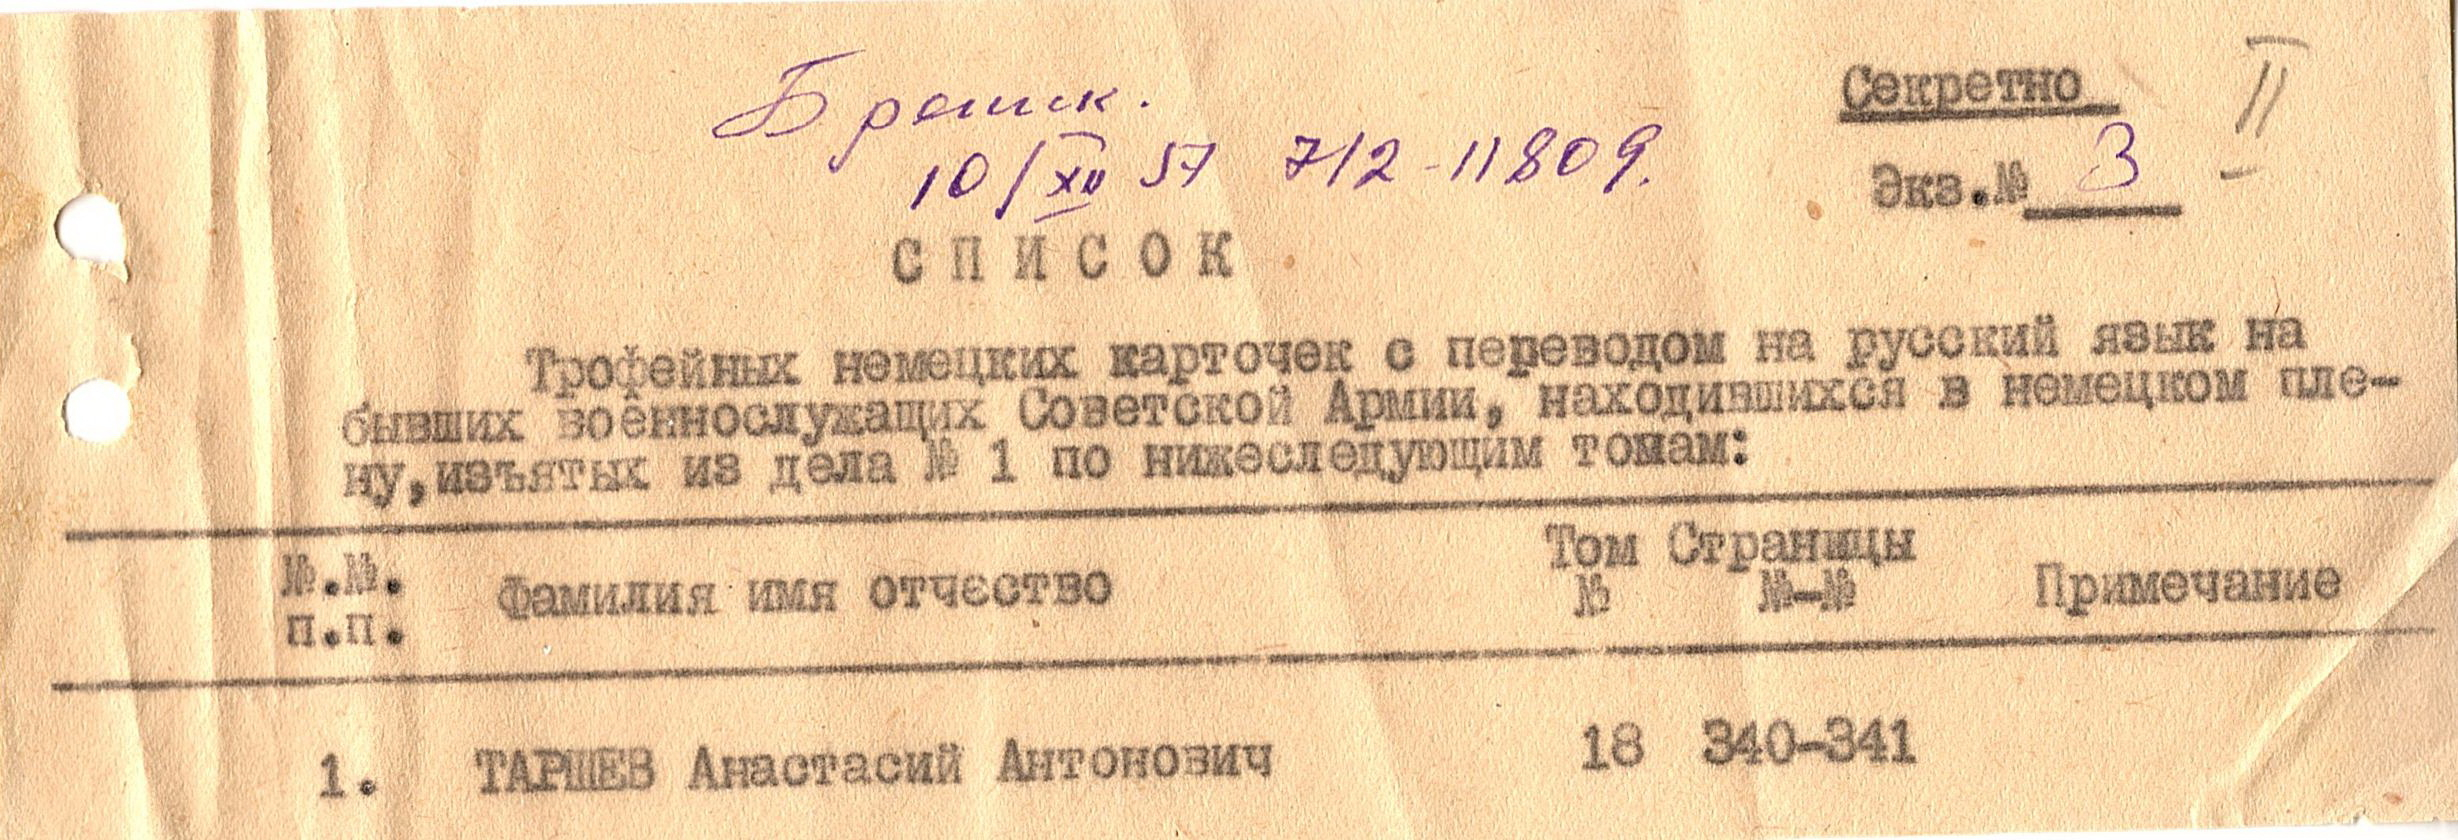 Секретно II
Экз.№ 3
10/XII 57 7/2-11809.
СПИСОК
Трофейных немецких карточек с переводом на русский язык на
бывших военнослужащих Советской Армии, находившихся в немецком пле-
ну,изъятых из дела № 1 по нижеследующим томам:
№.№. п.п. Фамилия имя отчество Том № Страницы №-№ Примечание
1. ТАРШЕВ Анастасий Антонович 18 340-341